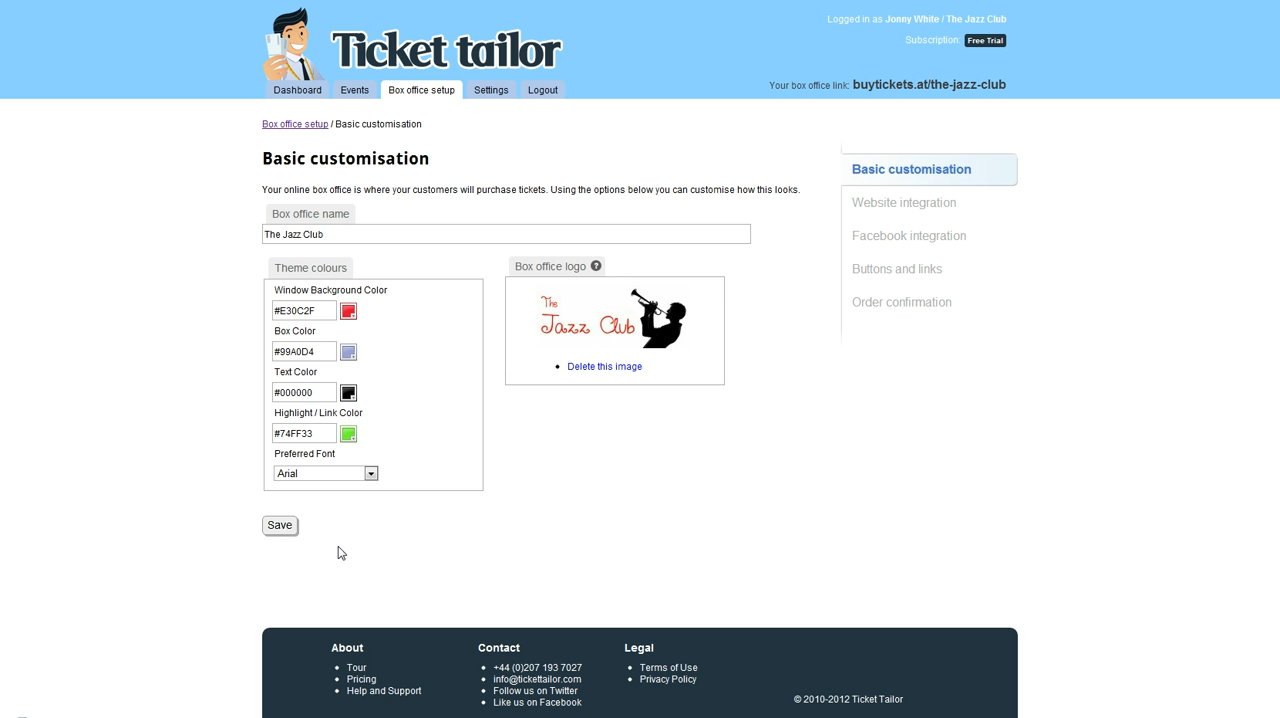 Logged in as Jonny White / The Jazz Club
Subscription: Free Trial
Ticket tailor
Dashboard Events Box office setup Settings Logout
Your box office link: buytickets.at/the-jazz-club
Box office setup / Basic customisation
Basic customisation
Your online box office is where your customers will purchase tickets. Using the options below you can customise how this looks.
Box office name
The Jazz Club
Theme colours
Window Background Color
#E30C2F
Box Color
#99A0D4
Text Color
#000000
Highlight / Link Color
#74FF33
Preferred Font
Arial
Box office logo ?
The
Jazz Club
Delete this image
Save
Basic customisation
Website integration
Facebook integration
Buttons and links
Order confirmation
About
Tour
Pricing
Help and Support
Contact
+44 (0)207 193 7027
info@tickettailor.com
Follow us on Twitter
Like us on Facebook
Legal
Terms of Use
Privacy Policy
© 2010-2012 Ticket Tailor